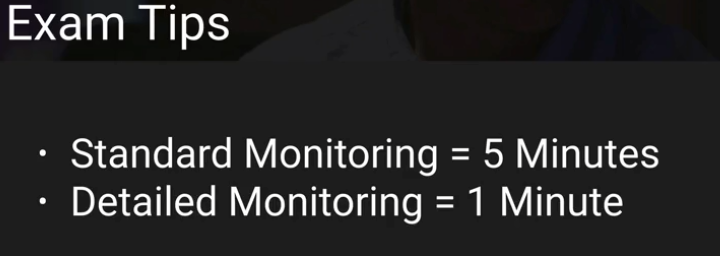 Exam Tips
• Standard Monitoring = 5 Minutes
• Detailed Monitoring = 1 Minute